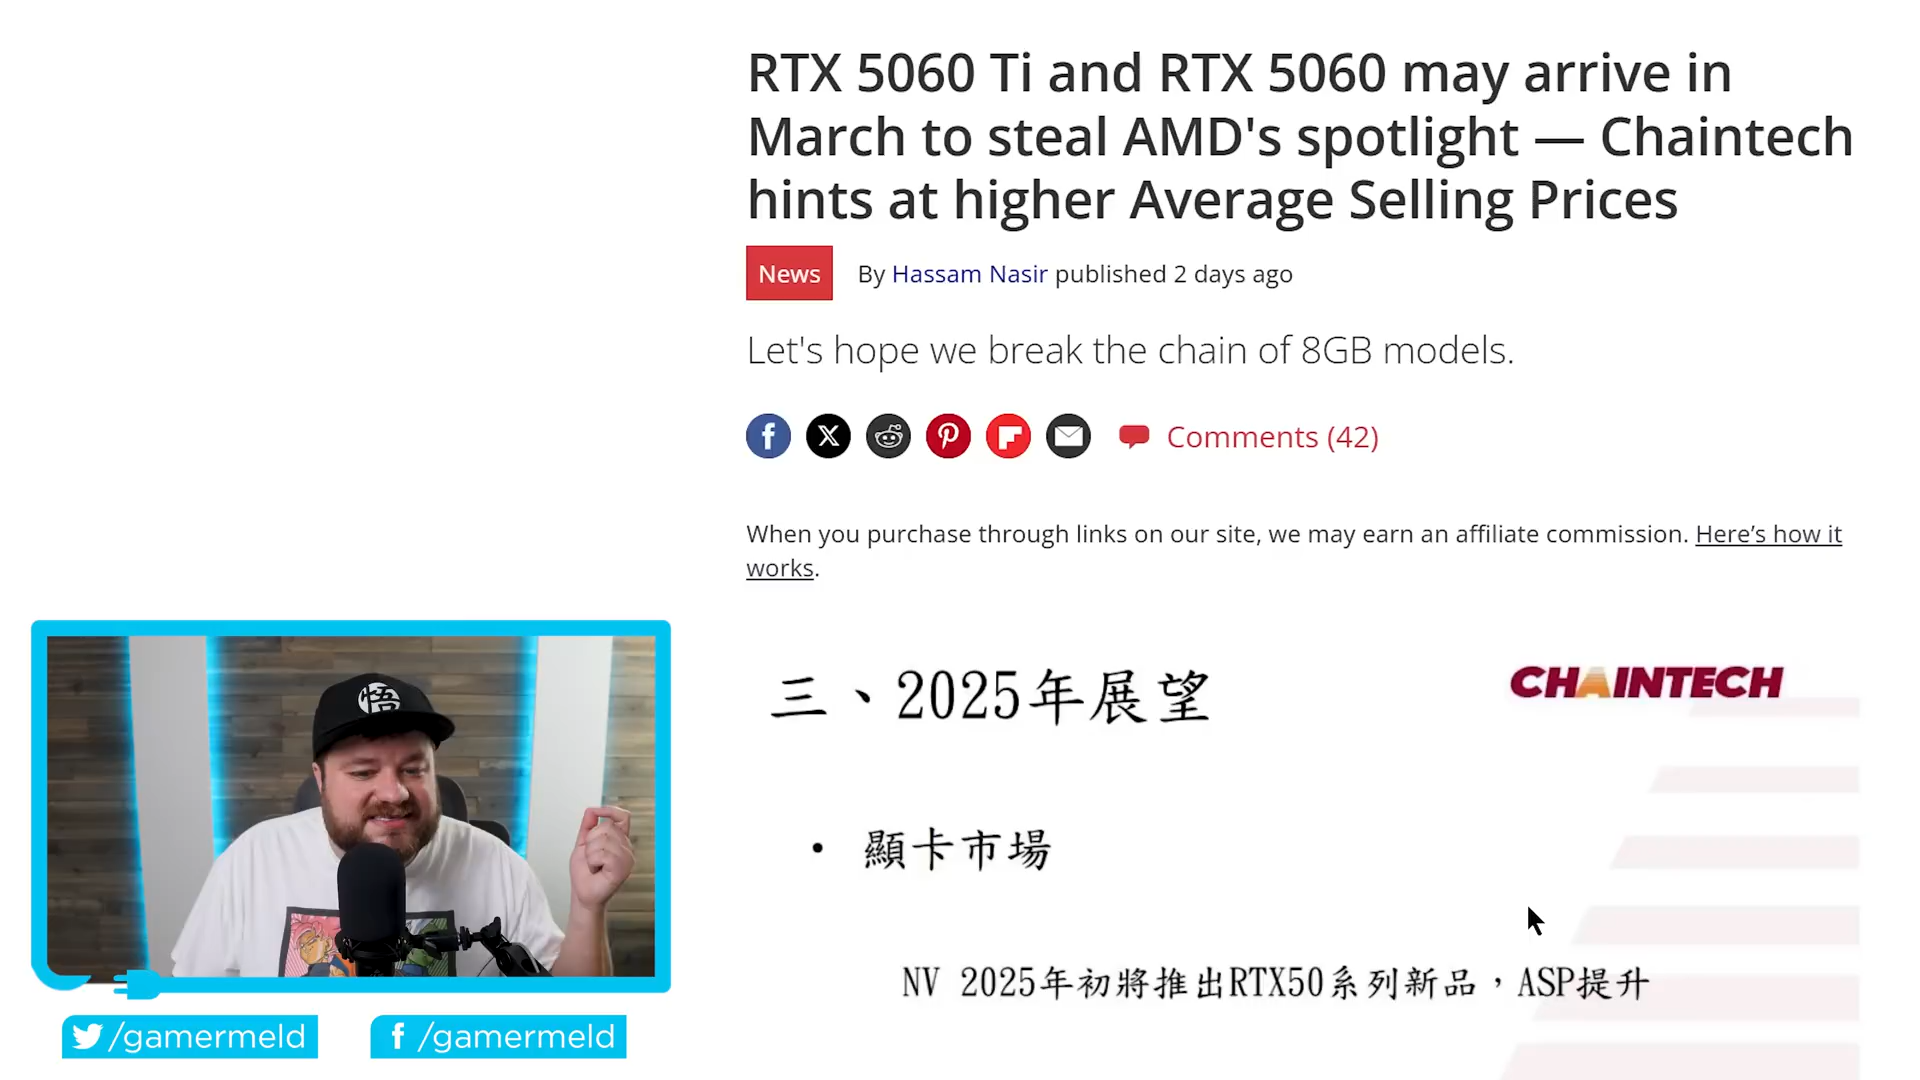 RTX 5060 Ti and RTX 5060 may arrive in
March to steal AMD's spotlight — Chaintech
hints at higher Average Selling Prices
News
By Hassam Nasir published 2 days ago
Let's hope we break the chain of 8GB models.
Comments (42)
When you purchase through links on our site, we may earn an affiliate commission. Here's how it
works.
三、2025年展望
CHAINTECH
• 顯卡市場
NV 2025年初將推出RTX50系列新品，ASP提升
悟
/gamermeld
/gamermeld